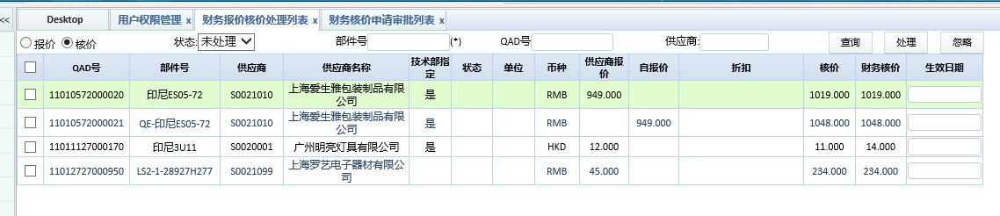 <<
Desktop 用户权限管理 x 财务报价核价处理列表 x 财务核价申请审批列表 x
报价 核价 状态: 未处理 部件号 (*) QAD号 供应商: 查询 处理 忽略
QAD号 部件号 供应商 供应商名称 技术部指定 状态 单位 币种 供应商报价 自报价 折扣 核价 财务核价 生效日期
11010572000020 印尼ES05-72 S0021010 上海爱生雅包装制品有限公司 是 RMB 949.000 1019.000 1019.000
11010572000021 QE-印尼ES05-72 S0021010 上海爱生雅包装制品有限公司 是 RMB 949.000 1048.000 1048.000
11011127000170 印尼3U11 S0020001 广州明亮灯具有限公司 是 HKD 12.000 11.000 14.000
11012727000950 LS2-1-28927H277 S0021099 上海罗艺电子器材有限公司 RMB 45.000 234.000 234.000